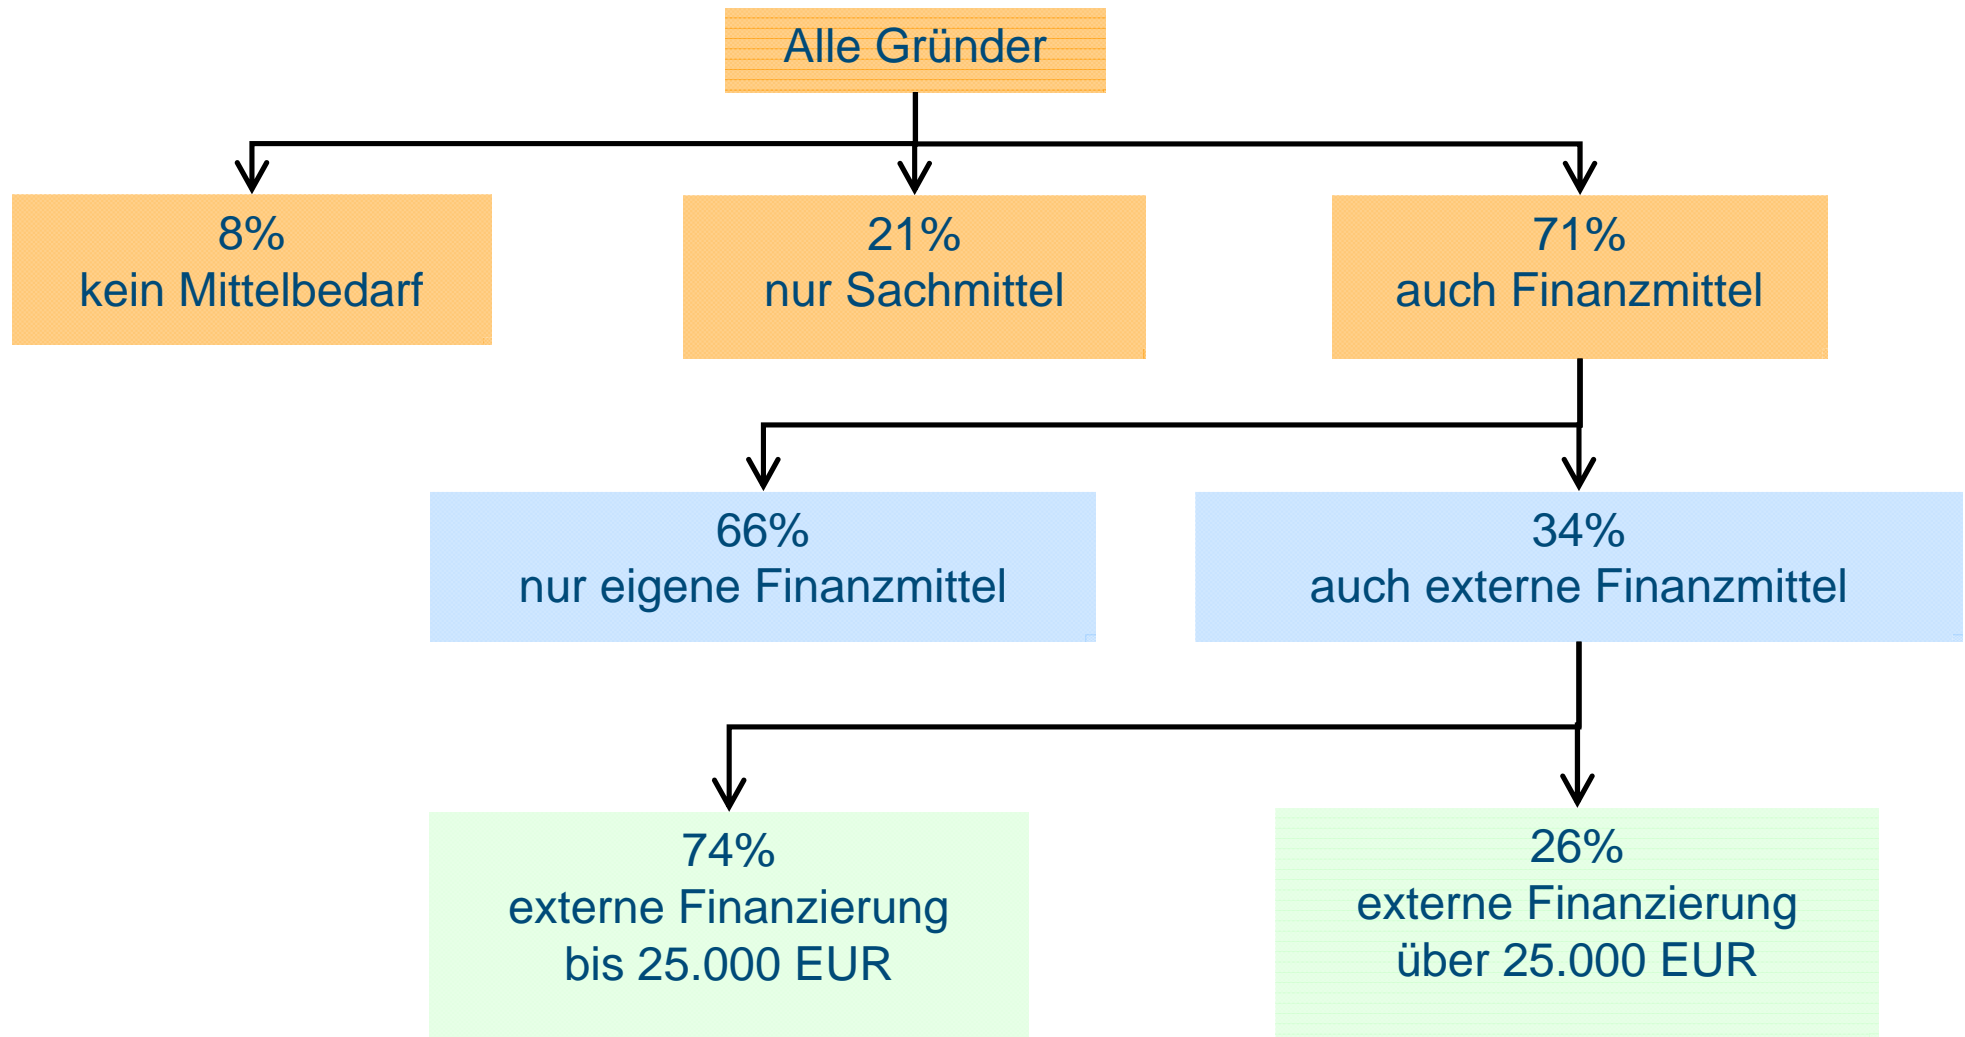 Alle Gründer
8%
kein Mittelbedarf
21%
nur Sachmittel
71%
auch Finanzmittel
66%
nur eigene Finanzmittel
34%
auch externe Finanzmittel
74%
externe Finanzierung
bis 25.000 EUR
26%
externe Finanzierung
über 25.000 EUR